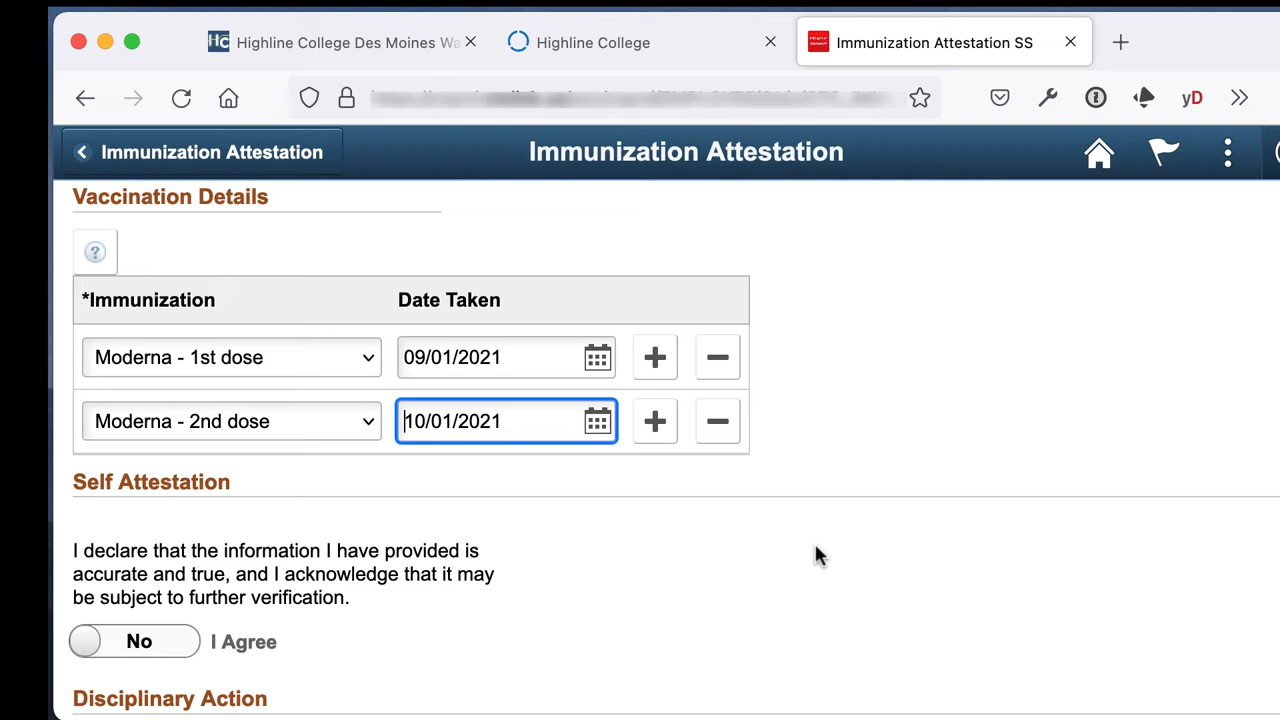 Highline College Des Moines Wa
Highline College
Immunization Attestation SS
yD
Immunization Attestation
Immunization Attestation
Vaccination Details
?
*Immunization Date Taken
Moderna - 1st dose 09/01/2021
Moderna - 2nd dose 10/01/2021
Self Attestation
I declare that the information I have provided is
accurate and true, and I acknowledge that it may
be subject to further verification.
No I Agree
Disciplinary Action